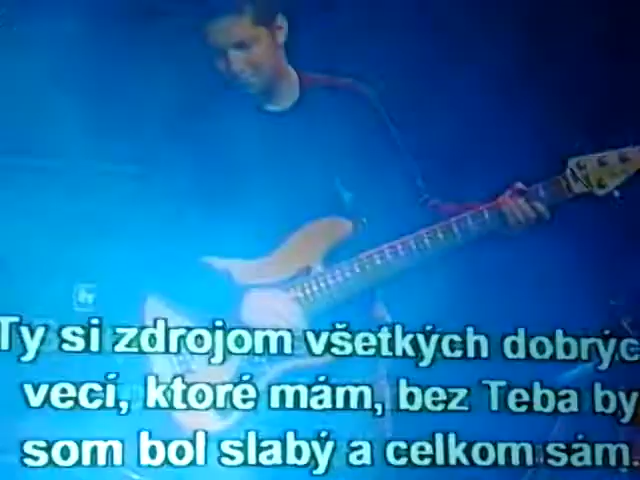 Ty si zdrojom všetkých dobrýc
vecí, ktoré mám, bez Teba by
som bol slabý a celkom sám.